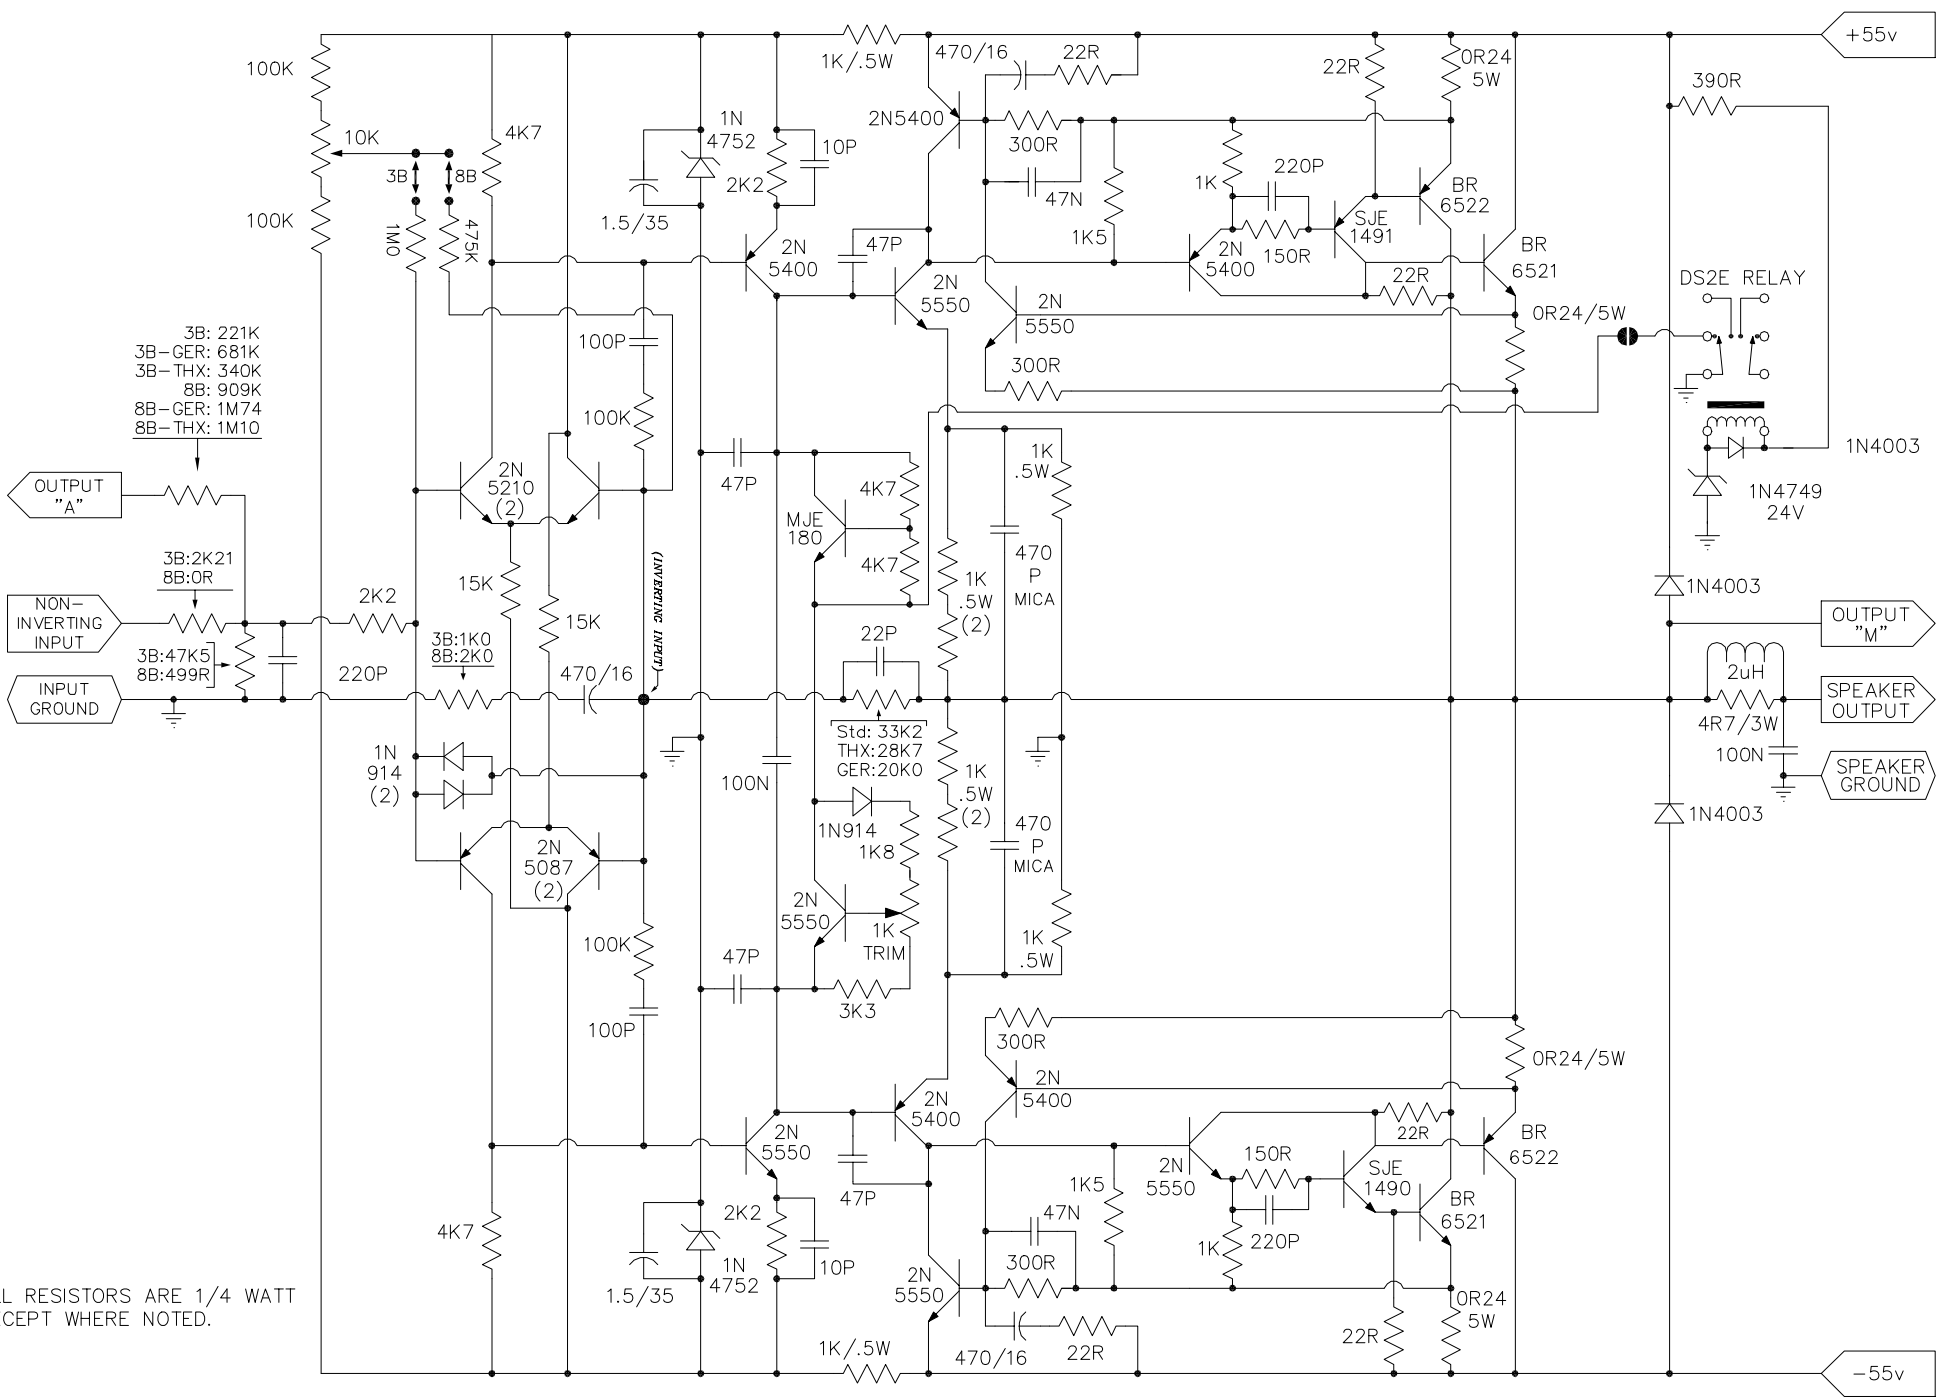 +55v
100K
10K
3B
8B
100K
1M0
475K
4K7
1N
4752
1.5/35
2K2
10P
1K/.5W
470/16
22R
2N5400
300R
47N
1K5
1K
220P
150R
2N
5400
SJE
1491
22R
0R24
5W
BR
6522
BR
6521
22R
390R
DS2E RELAY
2N
5400
47P
2N
5550
2N
5550
300R
0R24/5W
3B: 221K
3B-GER: 681K
3B-THX: 340K
8B: 909K
8B-GER: 1M74
8B-THX: 1M10
100P
100K
OUTPUT
"A"
2N
5210
(2)
47P
MJE
180
4K7
4K7
1K
.5W
470
P
MICA
1K
.5W
(2)
1N4003
1N4749
24V
1N4003
NON-
INVERTING
INPUT
3B:2K21
8B:0R
2K2
15K
15K
(INVERTING INPUT)
3B:47K5
8B:499R
220P
3B:1K0
8B:2K0
470/16
22P
INPUT
GROUND
Std: 33K2
THX:28K7
GER:20K0
OUTPUT
"M"
2uH
4R7/3W
SPEAKER
OUTPUT
100N
SPEAKER
GROUND
1N4003
1N
914
(2)
100N
1N914
1K8
1K
.5W
(2)
470
P
MICA
2N
5087
(2)
2N
5550
1K
TRIM
1K
.5W
100K
47P
3K3
100P
300R
2N
5400
0R24/5W
2N
5400
2N
5550
47P
22R
BR
6522
2N
5550
150R
SJE
1490
BR
6521
1K5
1K
220P
47N
300R
4K7
1.5/35
1N
4752
2K2
10P
2N
5550
1K/.5W
470/16
22R
22R
0R24
5W
L RESISTORS ARE 1/4 WATT
CEPT WHERE NOTED.
-55v